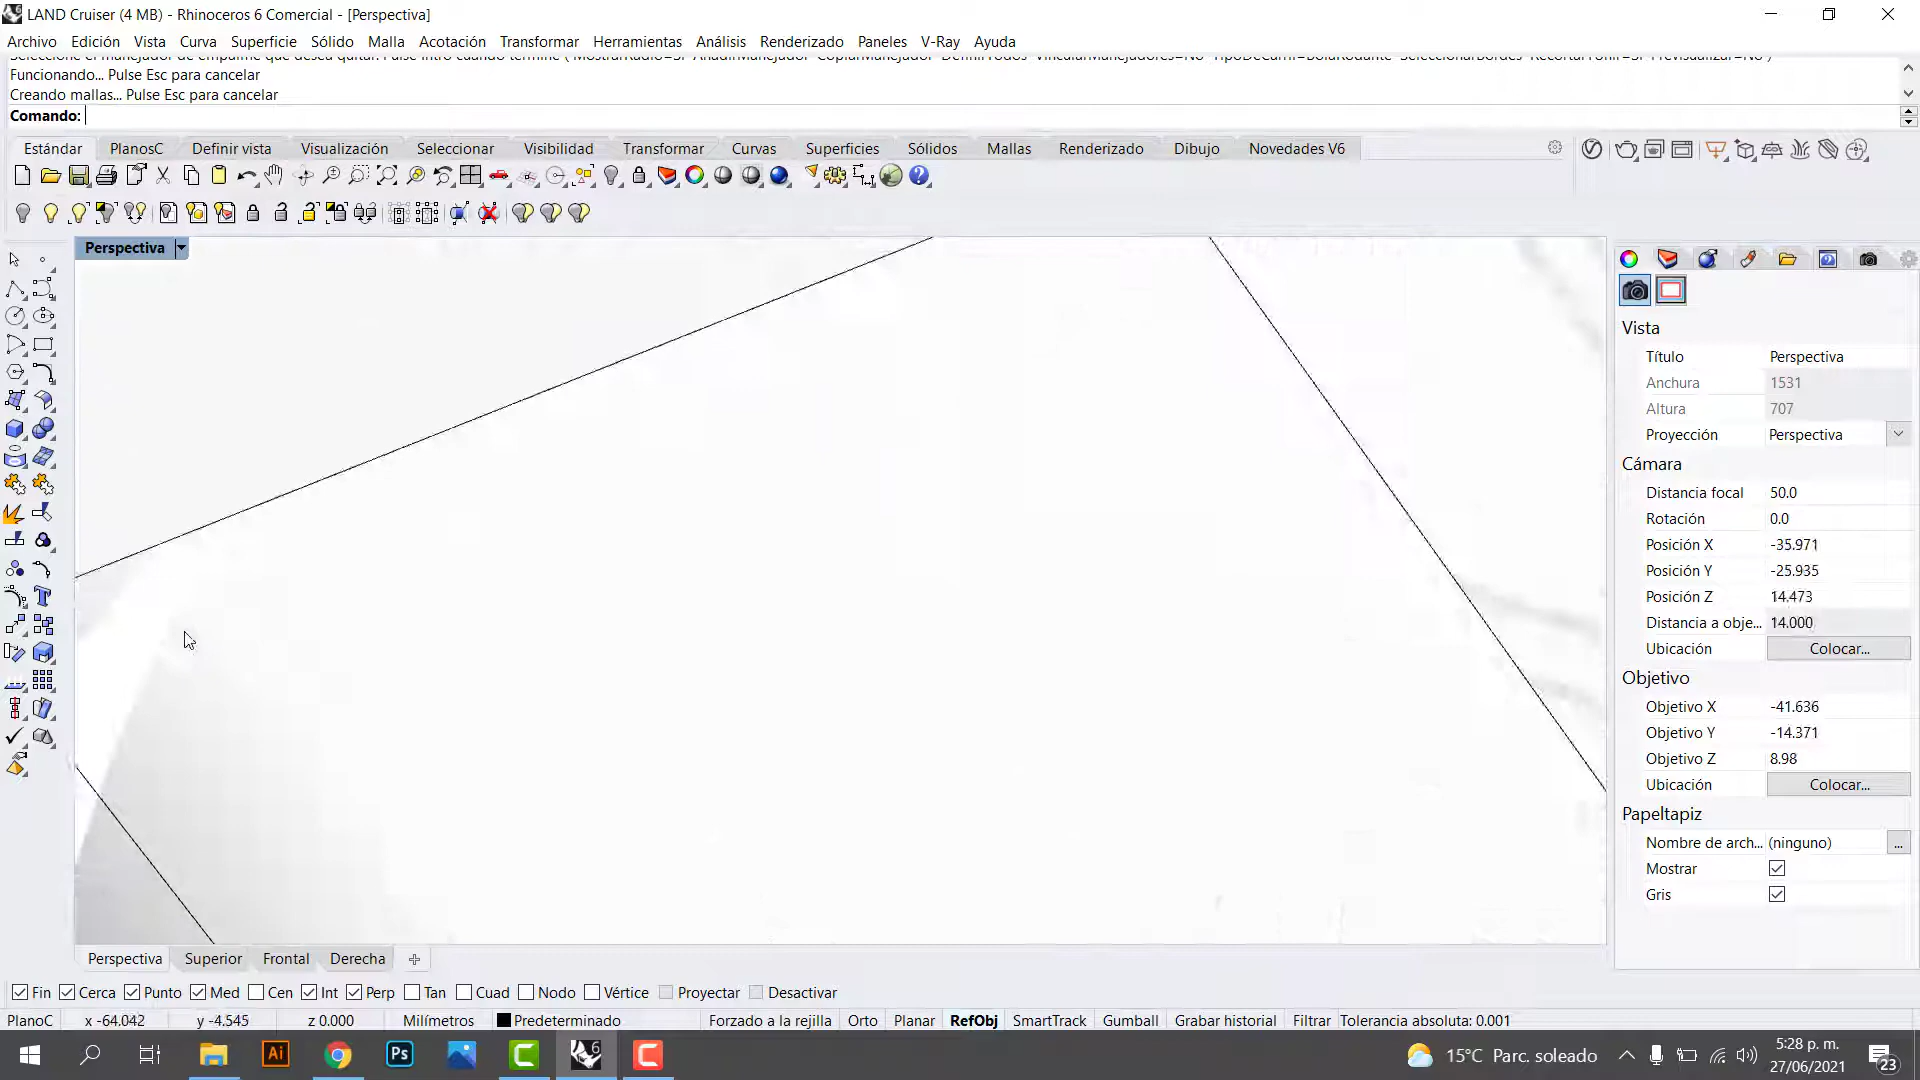 LAND Cruiser (4 MB) - Rhinoceros 6 Comercial - [Perspectiva]
Archivo Edición Vista Curva Superficie Sólido Malla Acotación Transformar Herramientas Análisis Renderizado Paneles V-Ray Ayuda
Funcionando... Pulse Esc para cancelar
Creando mallas... Pulse Esc para cancelar
Comando:
Estándar PlanosC Definir vista Visualización Seleccionar Visibilidad Transformar Curvas Superficies Sólidos Mallas Renderizado Dibujo Novedades V6
Perspectiva
Vista
Título Perspectiva
Anchura 1531
Altura 707
Proyección Perspectiva
Cámara
Distancia focal 50.0
Rotación 0.0
Posición X -35.971
Posición Y -25.935
Posición Z 14.473
Distancia a obje... 14.000
Ubicación Colocar...
Objetivo
Objetivo X -41.636
Objetivo Y -14.371
Objetivo Z 8.98
Ubicación Colocar...
Papeltapiz
Nombre de arch... (ninguno) ...
Mostrar
Gris
Perspectiva Superior Frontal Derecha
Fin Cerca Punto Med Cen Int Perp Tan Cuad Nodo Vértice Proyectar Desactivar
PlanoC x -64.042 y -4.545 z 0.000 Milímetros Predeterminado Forzado a la rejilla Orto Planar RefObj SmartTrack Gumball Grabar historial Filtrar Tolerancia absoluta: 0.001
Ai Ps C 6 C 15°C Parc. soleado 5:28 p. m.
27/06/2021 23